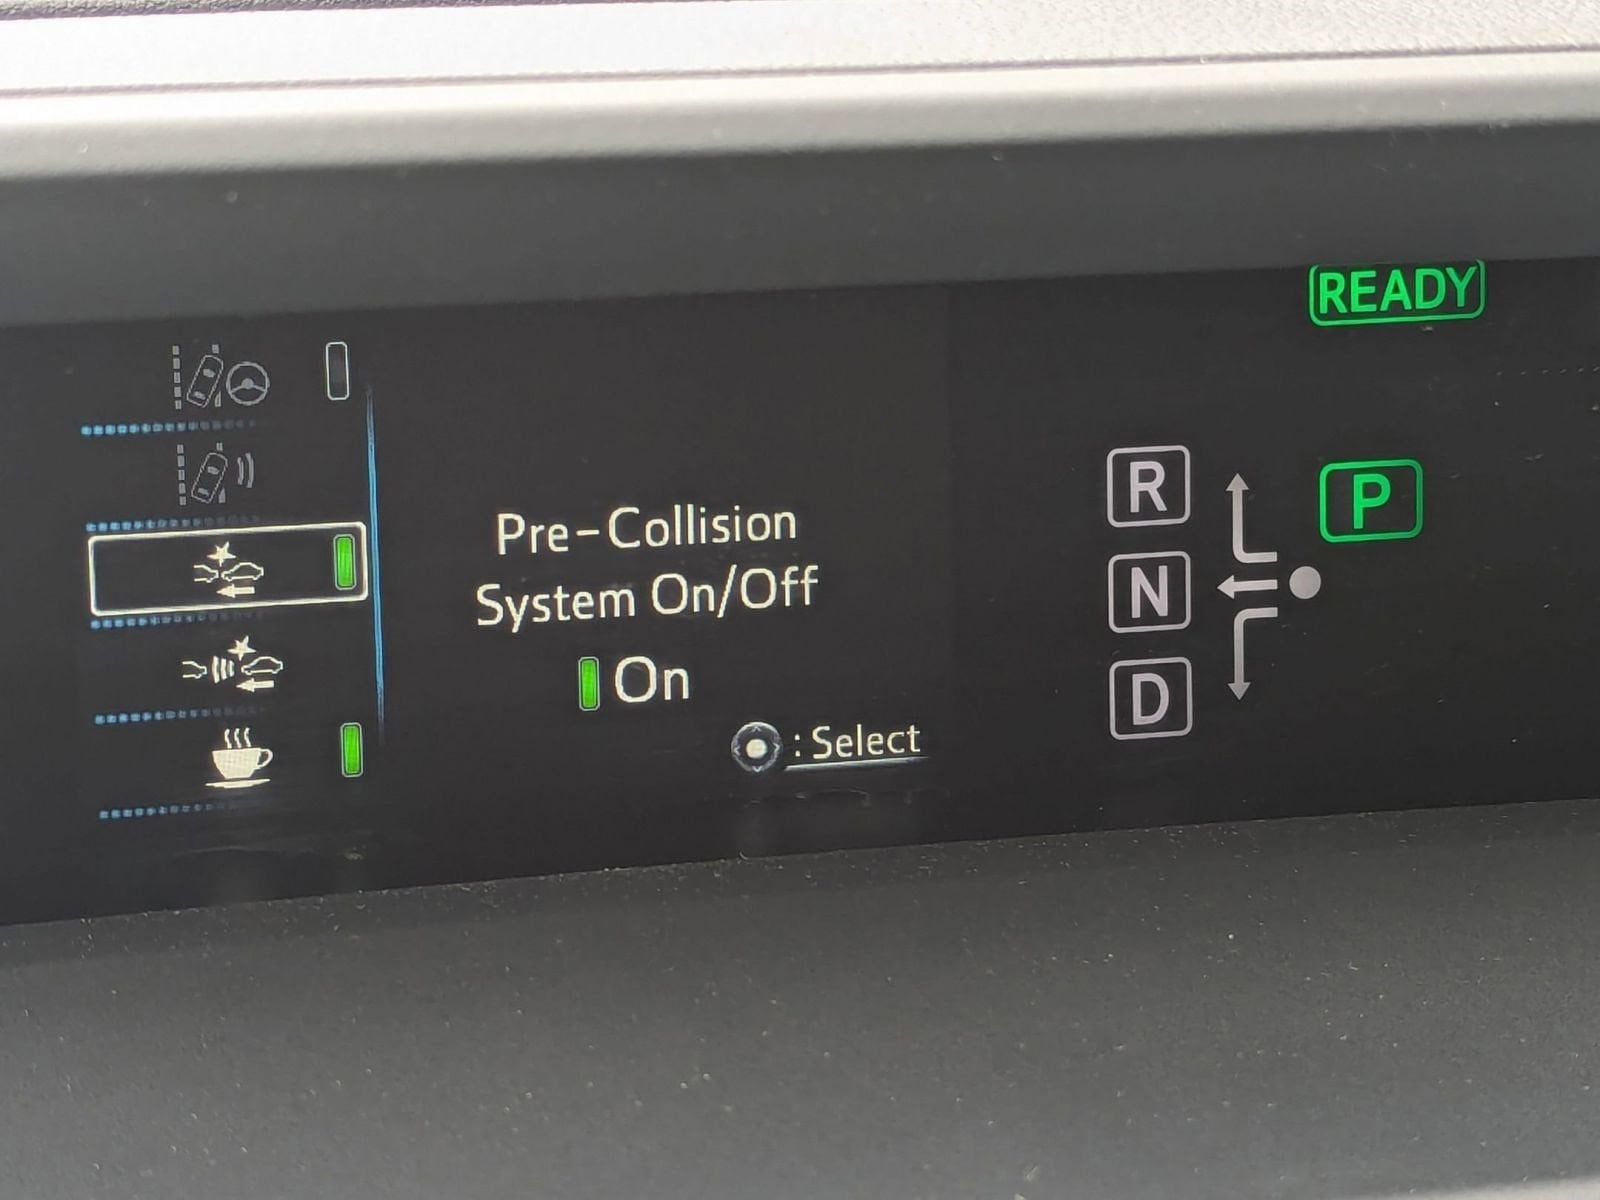 READY
Pre-Collision
System On/Off
On
: Select
R
N
D
P